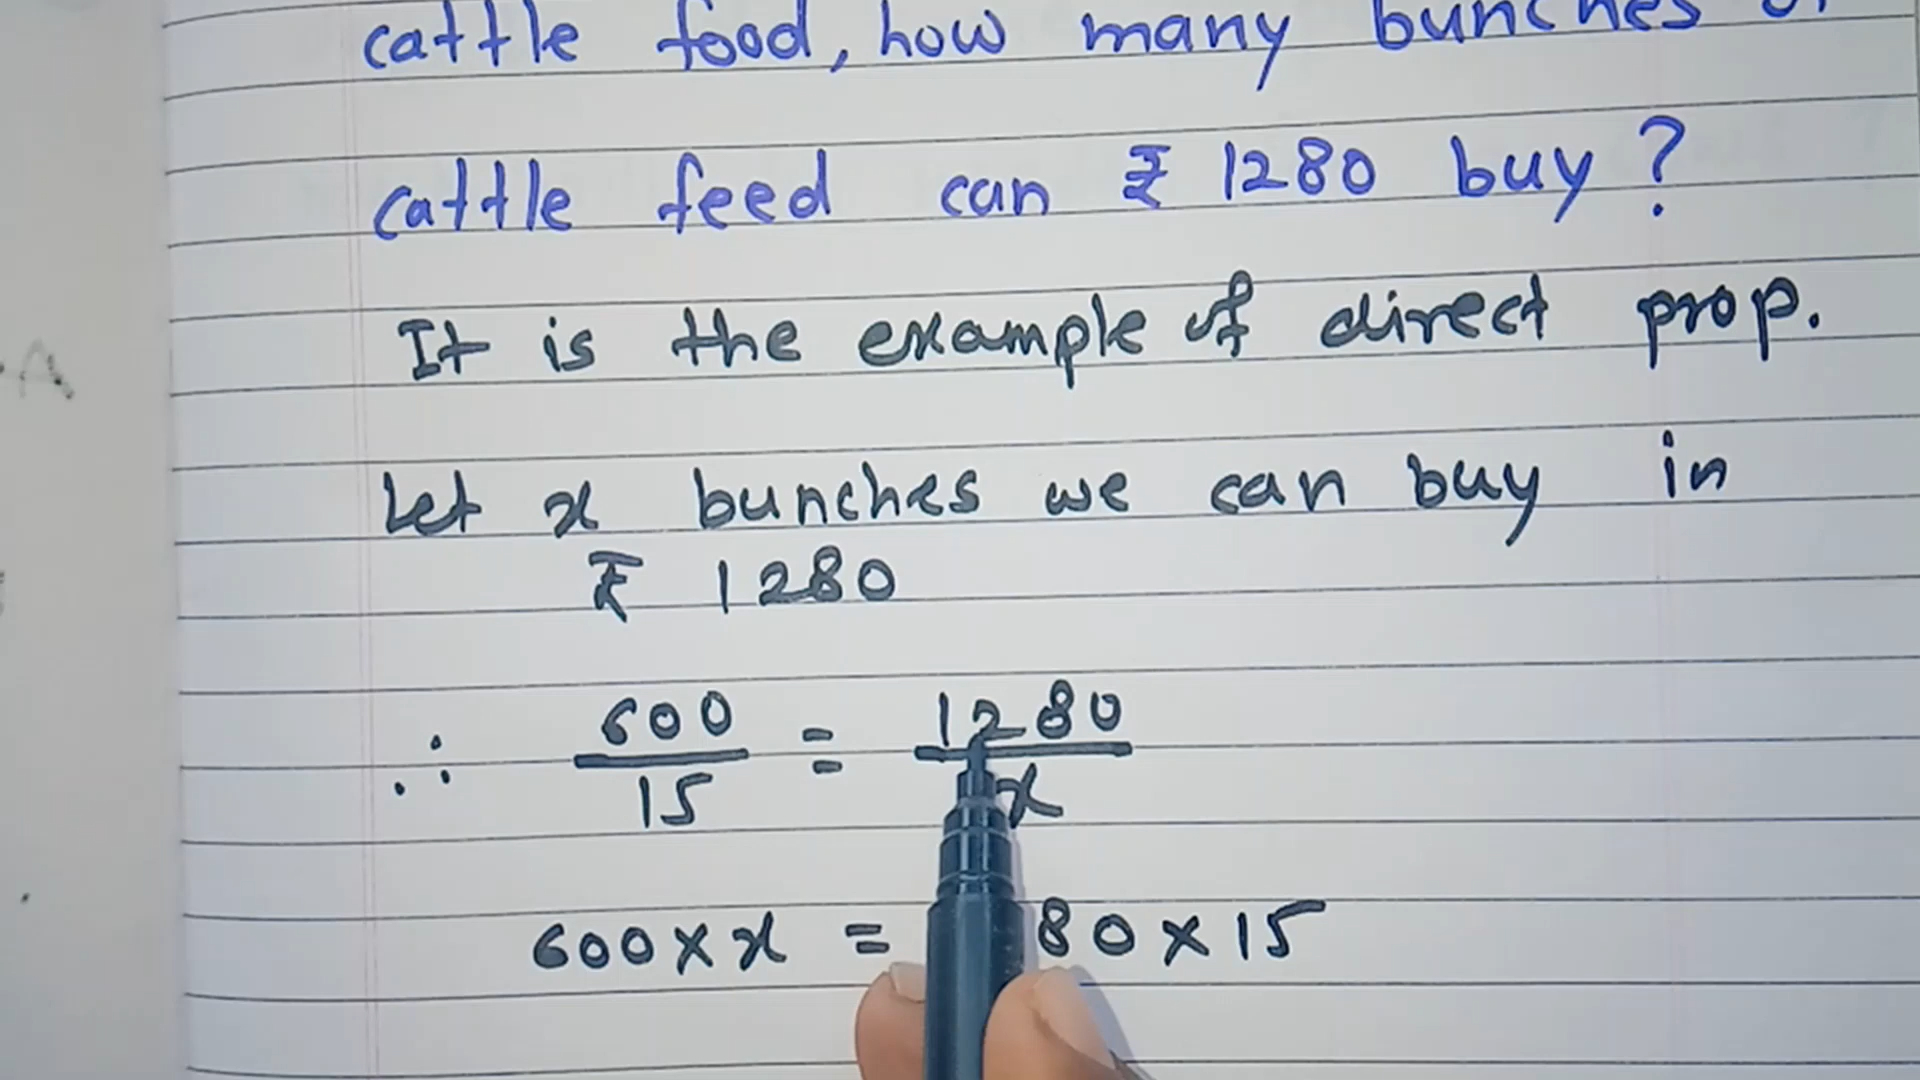 cattle food, how many bunches
cattle feed can ₹ 1280 buy?
It is the example of direct prop.
Let x bunches we can buy in
₹ 1280
∴ 600/15 = 1280/x
600 × x = 80 × 15